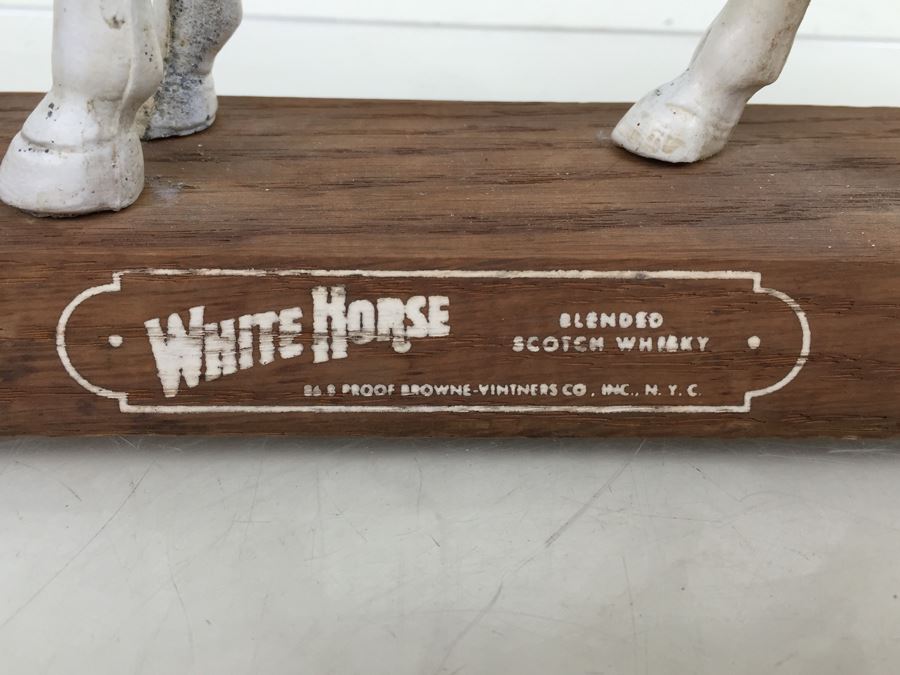 WHITE HORSE
BLENDED
SCOTCH WHISKY
86.8 PROOF BROWNE-VINTNERS CO., INC., N.Y.C.